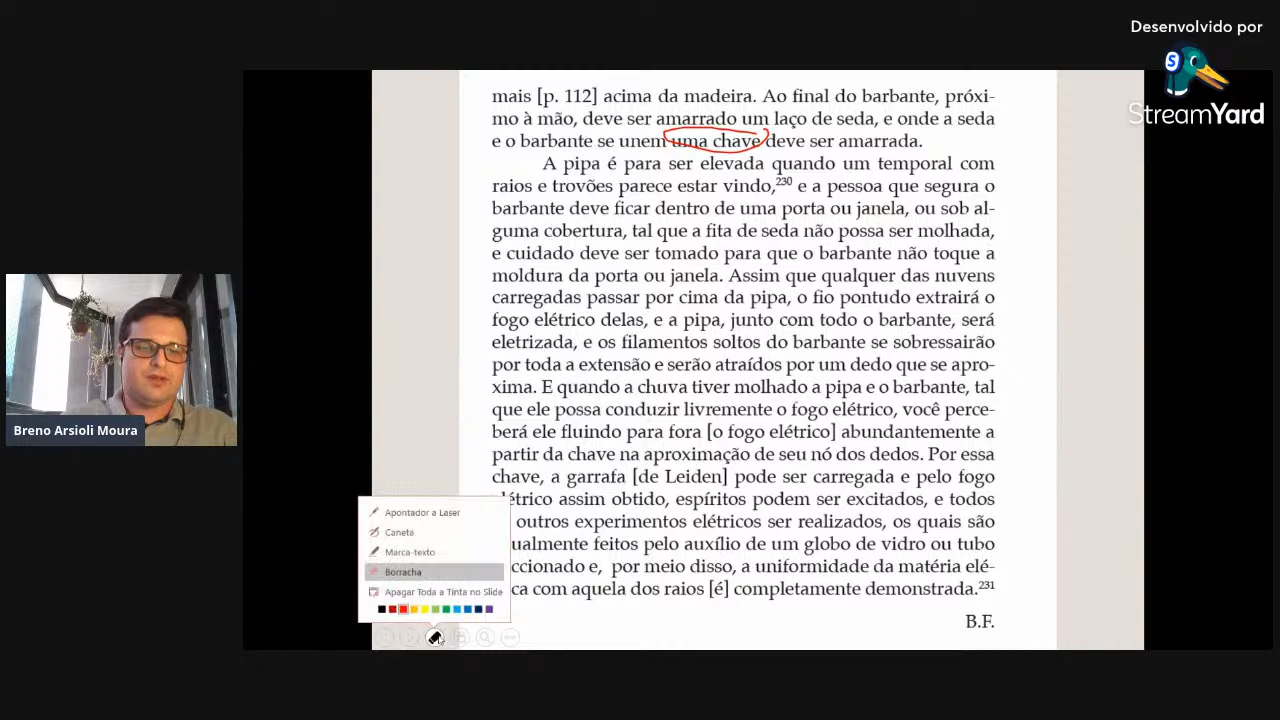 Desenvolvido por
StreamYard
mais [p. 112] acima da madeira. Ao final do barbante, próxi-
mo à mão, deve ser amarrado um laço de seda, e onde a seda
e o barbante se unem uma chave deve ser amarrada.
A pipa é para ser elevada quando um temporal com
raios e trovões parece estar vindo,²³⁰ e a pessoa que segura o
barbante deve ficar dentro de uma porta ou janela, ou sob al-
guma cobertura, tal que a fita de seda não possa ser molhada,
e cuidado deve ser tomado para que o barbante não toque a
moldura da porta ou janela. Assim que qualquer das nuvens
carregadas passar por cima da pipa, o fio pontudo extrairá o
fogo elétrico delas, e a pipa, junto com todo o barbante, será
eletrizada, e os filamentos soltos do barbante se sobressairão
por toda a extensão e serão atraídos por um dedo que se apro-
xima. E quando a chuva tiver molhado a pipa e o barbante, tal
que ele possa conduzir livremente o fogo elétrico, você perce-
berá ele fluindo para fora [o fogo elétrico] abundantemente a
partir da chave na aproximação de seu nó dos dedos. Por essa
chave, a garrafa [de Leiden] pode ser carregada e pelo fogo
létrico assim obtido, espíritos podem ser excitados, e todos
outros experimentos elétricos ser realizados, os quais são
ualmente feitos pelo auxílio de um globo de vidro ou tubo
ccionado e, por meio disso, a uniformidade da matéria elé-
ca com aquela dos raios [é] completamente demonstrada.²³¹
B.F.
Breno Arsioli Moura
Apontador a Laser
Caneta
Marca-texto
Borracha
Apagar Toda a Tinta no Slide